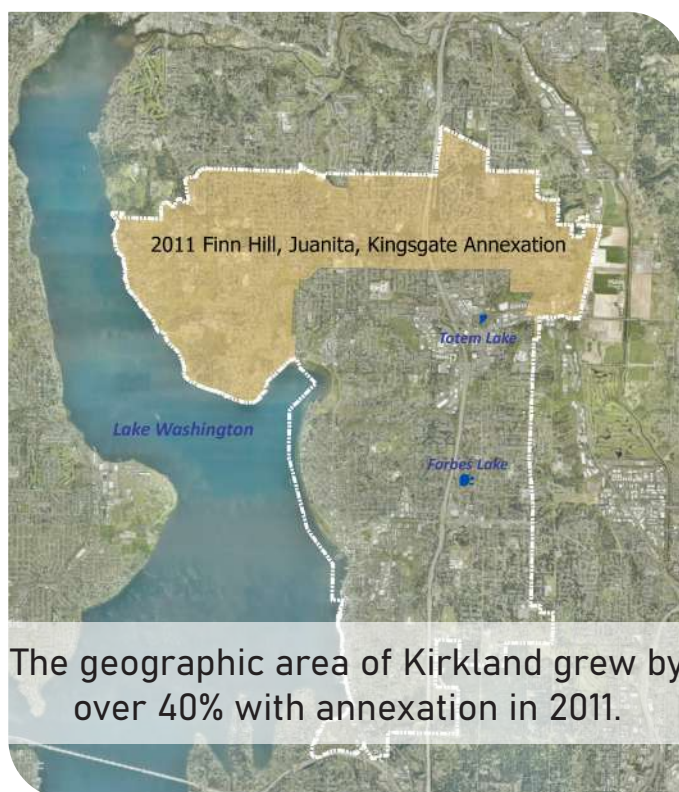 2011 Finn Hill, Juanita, Kingsgate Annexation
Totem Lake
Lake Washington
Forbes Lake
The geographic area of Kirkland grew by
over 40% with annexation in 2011.